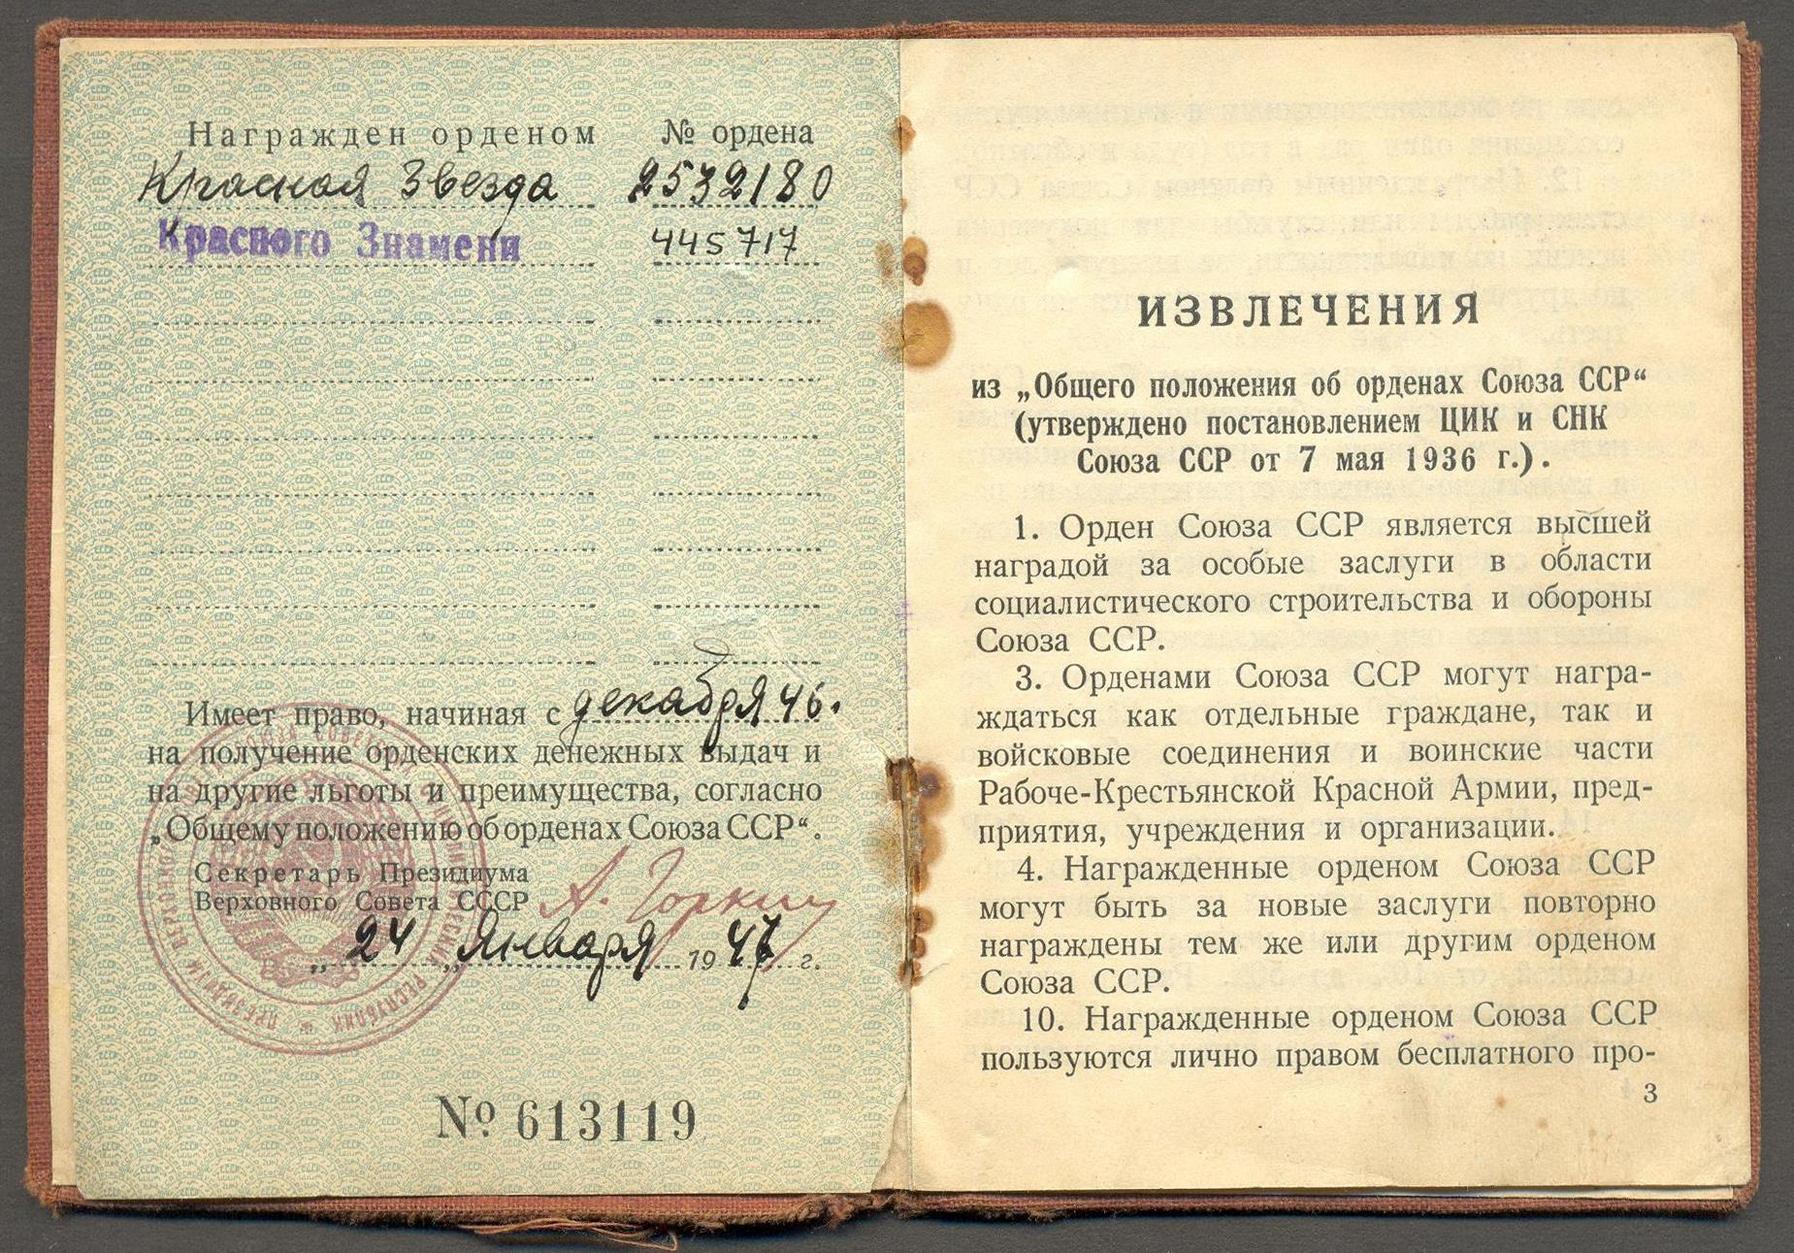 Награжден орденом № ордена
Красная Звезда 2532180
Красного Знамени 445717
Имеет право, начиная с декабря 46.
на получение орденских денежных выдач и
на другие льготы и преимущества, согласно
„Общему положению об орденах Союза ССР“.
Секретарь Президиума
Верховного Совета СССР А. Горкин
„ 24 „ января 1947 г.
№ 613119
ИЗВЛЕЧЕНИЯ
из „Общего положения об орденах Союза ССР“
(утверждено постановлением ЦИК и СНК
Союза ССР от 7 мая 1936 г.).
1. Орден Союза ССР является высшей
наградой за особые заслуги в области
социалистического строительства и обороны
Союза ССР.
3. Орденами Союза ССР могут награ-
ждаться как отдельные граждане, так и
войсковые соединения и воинские части
Рабоче-Крестьянской Красной Армии, пред-
приятия, учреждения и организации.
4. Награжденные орденом Союза ССР
могут быть за новые заслуги повторно
награждены тем же или другим орденом
Союза ССР.
10. Награжденные орденом Союза ССР
пользуются лично правом бесплатного про-
3